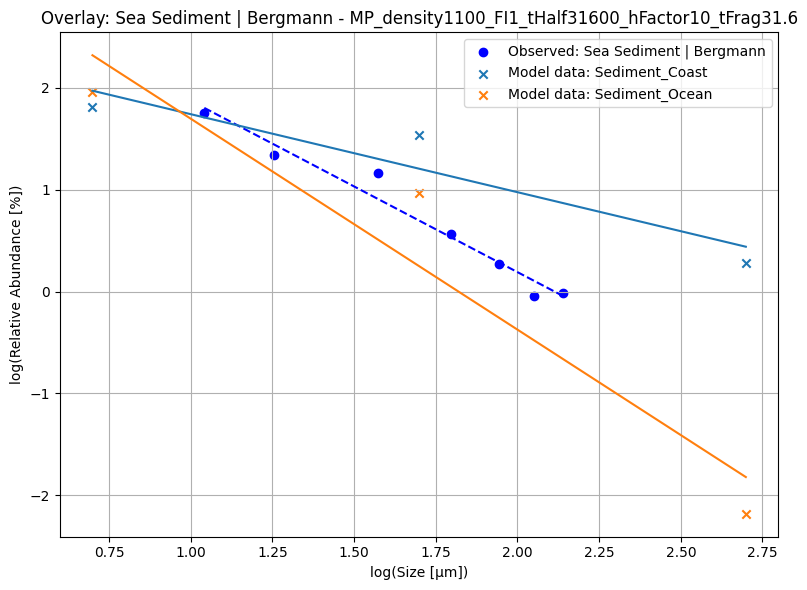 Overlay: Sea Sediment | Bergmann - MP_density1100_FI1_tHalf31600_hFactor10_tFrag31.6
Observed: Sea Sediment | Bergmann
Model data: Sediment_Coast
Model data: Sediment_Ocean
log(Relative Abundance [%])
2
1
0
−1
−2
0.75 1.00 1.25 1.50 1.75 2.00 2.25 2.50 2.75
log(Size [µm])